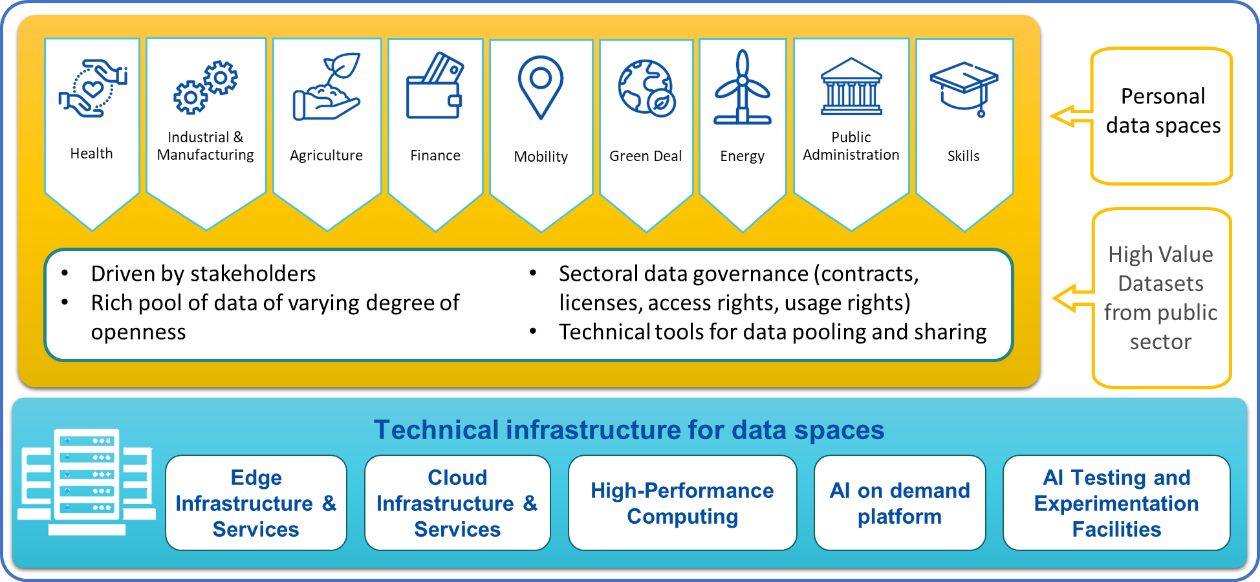 Health
Industrial &
Manufacturing
Agriculture
Finance
Mobility
Green Deal
Energy
Public
Administration
Skills
Personal
data spaces
• Driven by stakeholders
• Rich pool of data of varying degree of
openness
• Sectoral data governance (contracts,
licenses, access rights, usage rights)
• Technical tools for data pooling and sharing
High Value
Datasets
from public
sector
Technical infrastructure for data spaces
Edge
Infrastructure &
Services
Cloud
Infrastructure &
Services
High-Performance
Computing
AI on demand
platform
AI Testing and
Experimentation
Facilities